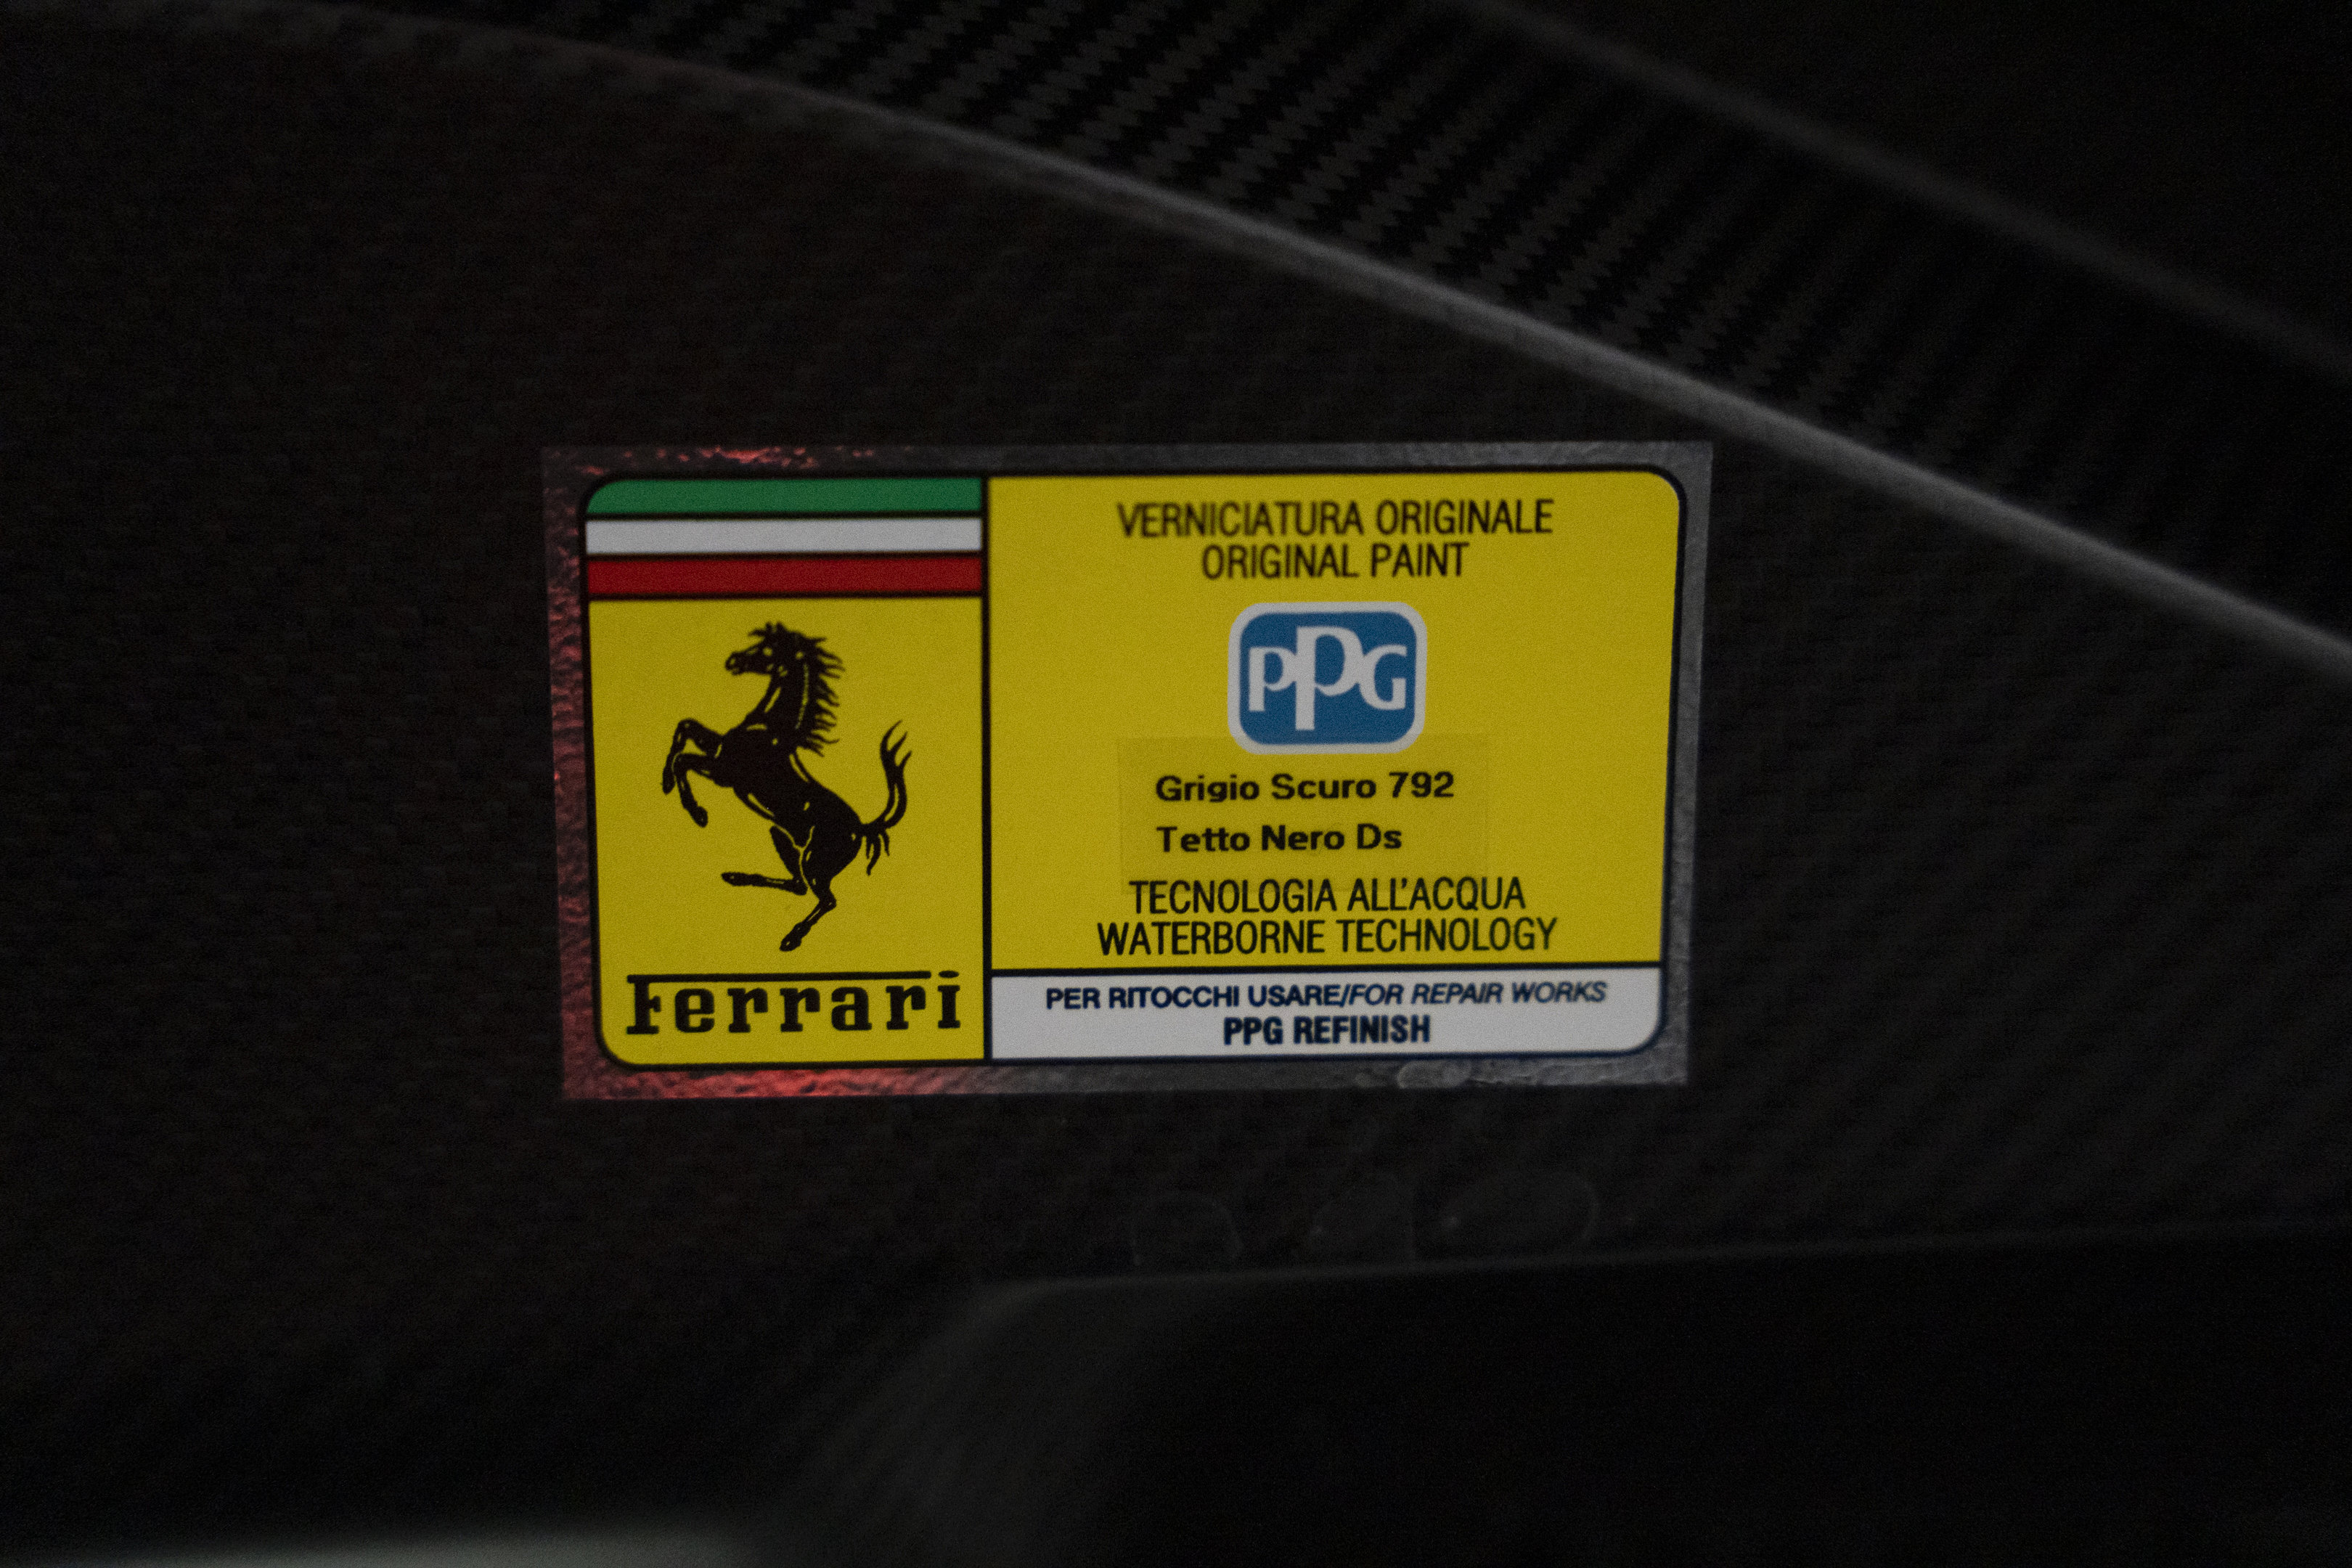 Ferrari
VERNICIATURA ORIGINALE
ORIGINAL PAINT
PPG
Grigio Scuro 792
Tetto Nero Ds
TECNOLOGIA ALL'ACQUA
WATERBORNE TECHNOLOGY
PER RITOCCHI USARE/FOR REPAIR WORKS
PPG REFINISH